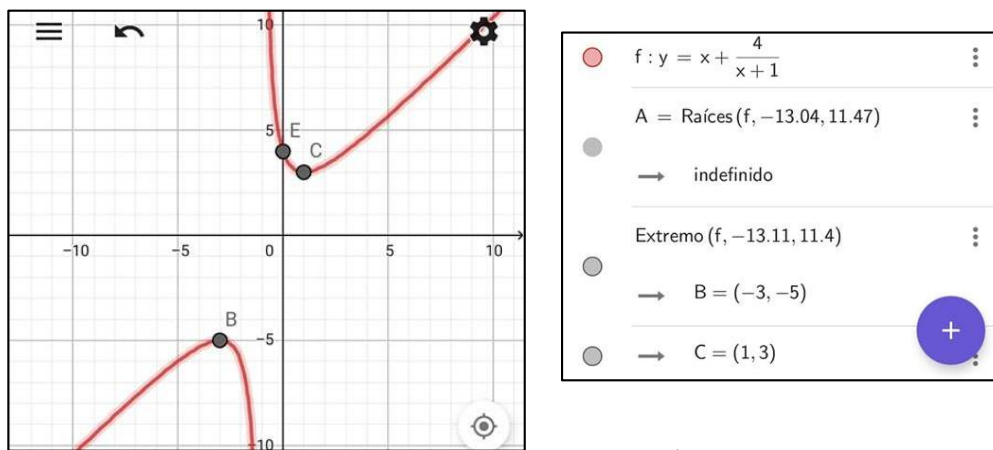 10
E
5
C
-10
-5
0
5
10
B
-5
-10
f : y = x + 4/(x + 1)
A = Raíces (f, −13.04, 11.47)
→ indefinido
Extremo (f, −13.11, 11.4)
→ B = (−3, −5)
→ C = (1, 3)
+